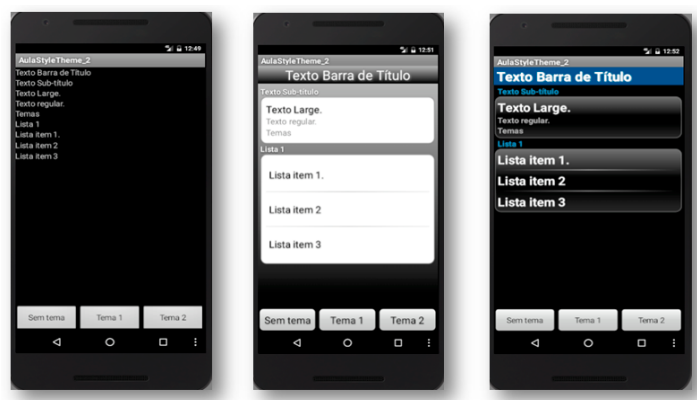 12:49
AulaStyleTheme_2
Texto Barra de Título
Texto Sub-título
Texto Large.
Texto regular.
Temas
Lista 1
Lista item 1.
Lista item 2
Lista item 3
Sem tema
Tema 1
Tema 2
12:51
AulaStyleTheme_2
Texto Barra de Título
Texto Sub-título
Texto Large.
Texto regular.
Temas
Lista 1
Lista item 1.
Lista item 2
Lista item 3
Sem tema
Tema 1
Tema 2
12:52
AulaStyleTheme_2
Texto Barra de Título
Texto Sub-título
Texto Large.
Texto regular.
Temas
Lista 1
Lista item 1.
Lista item 2
Lista item 3
Sem tema
Tema 1
Tema 2